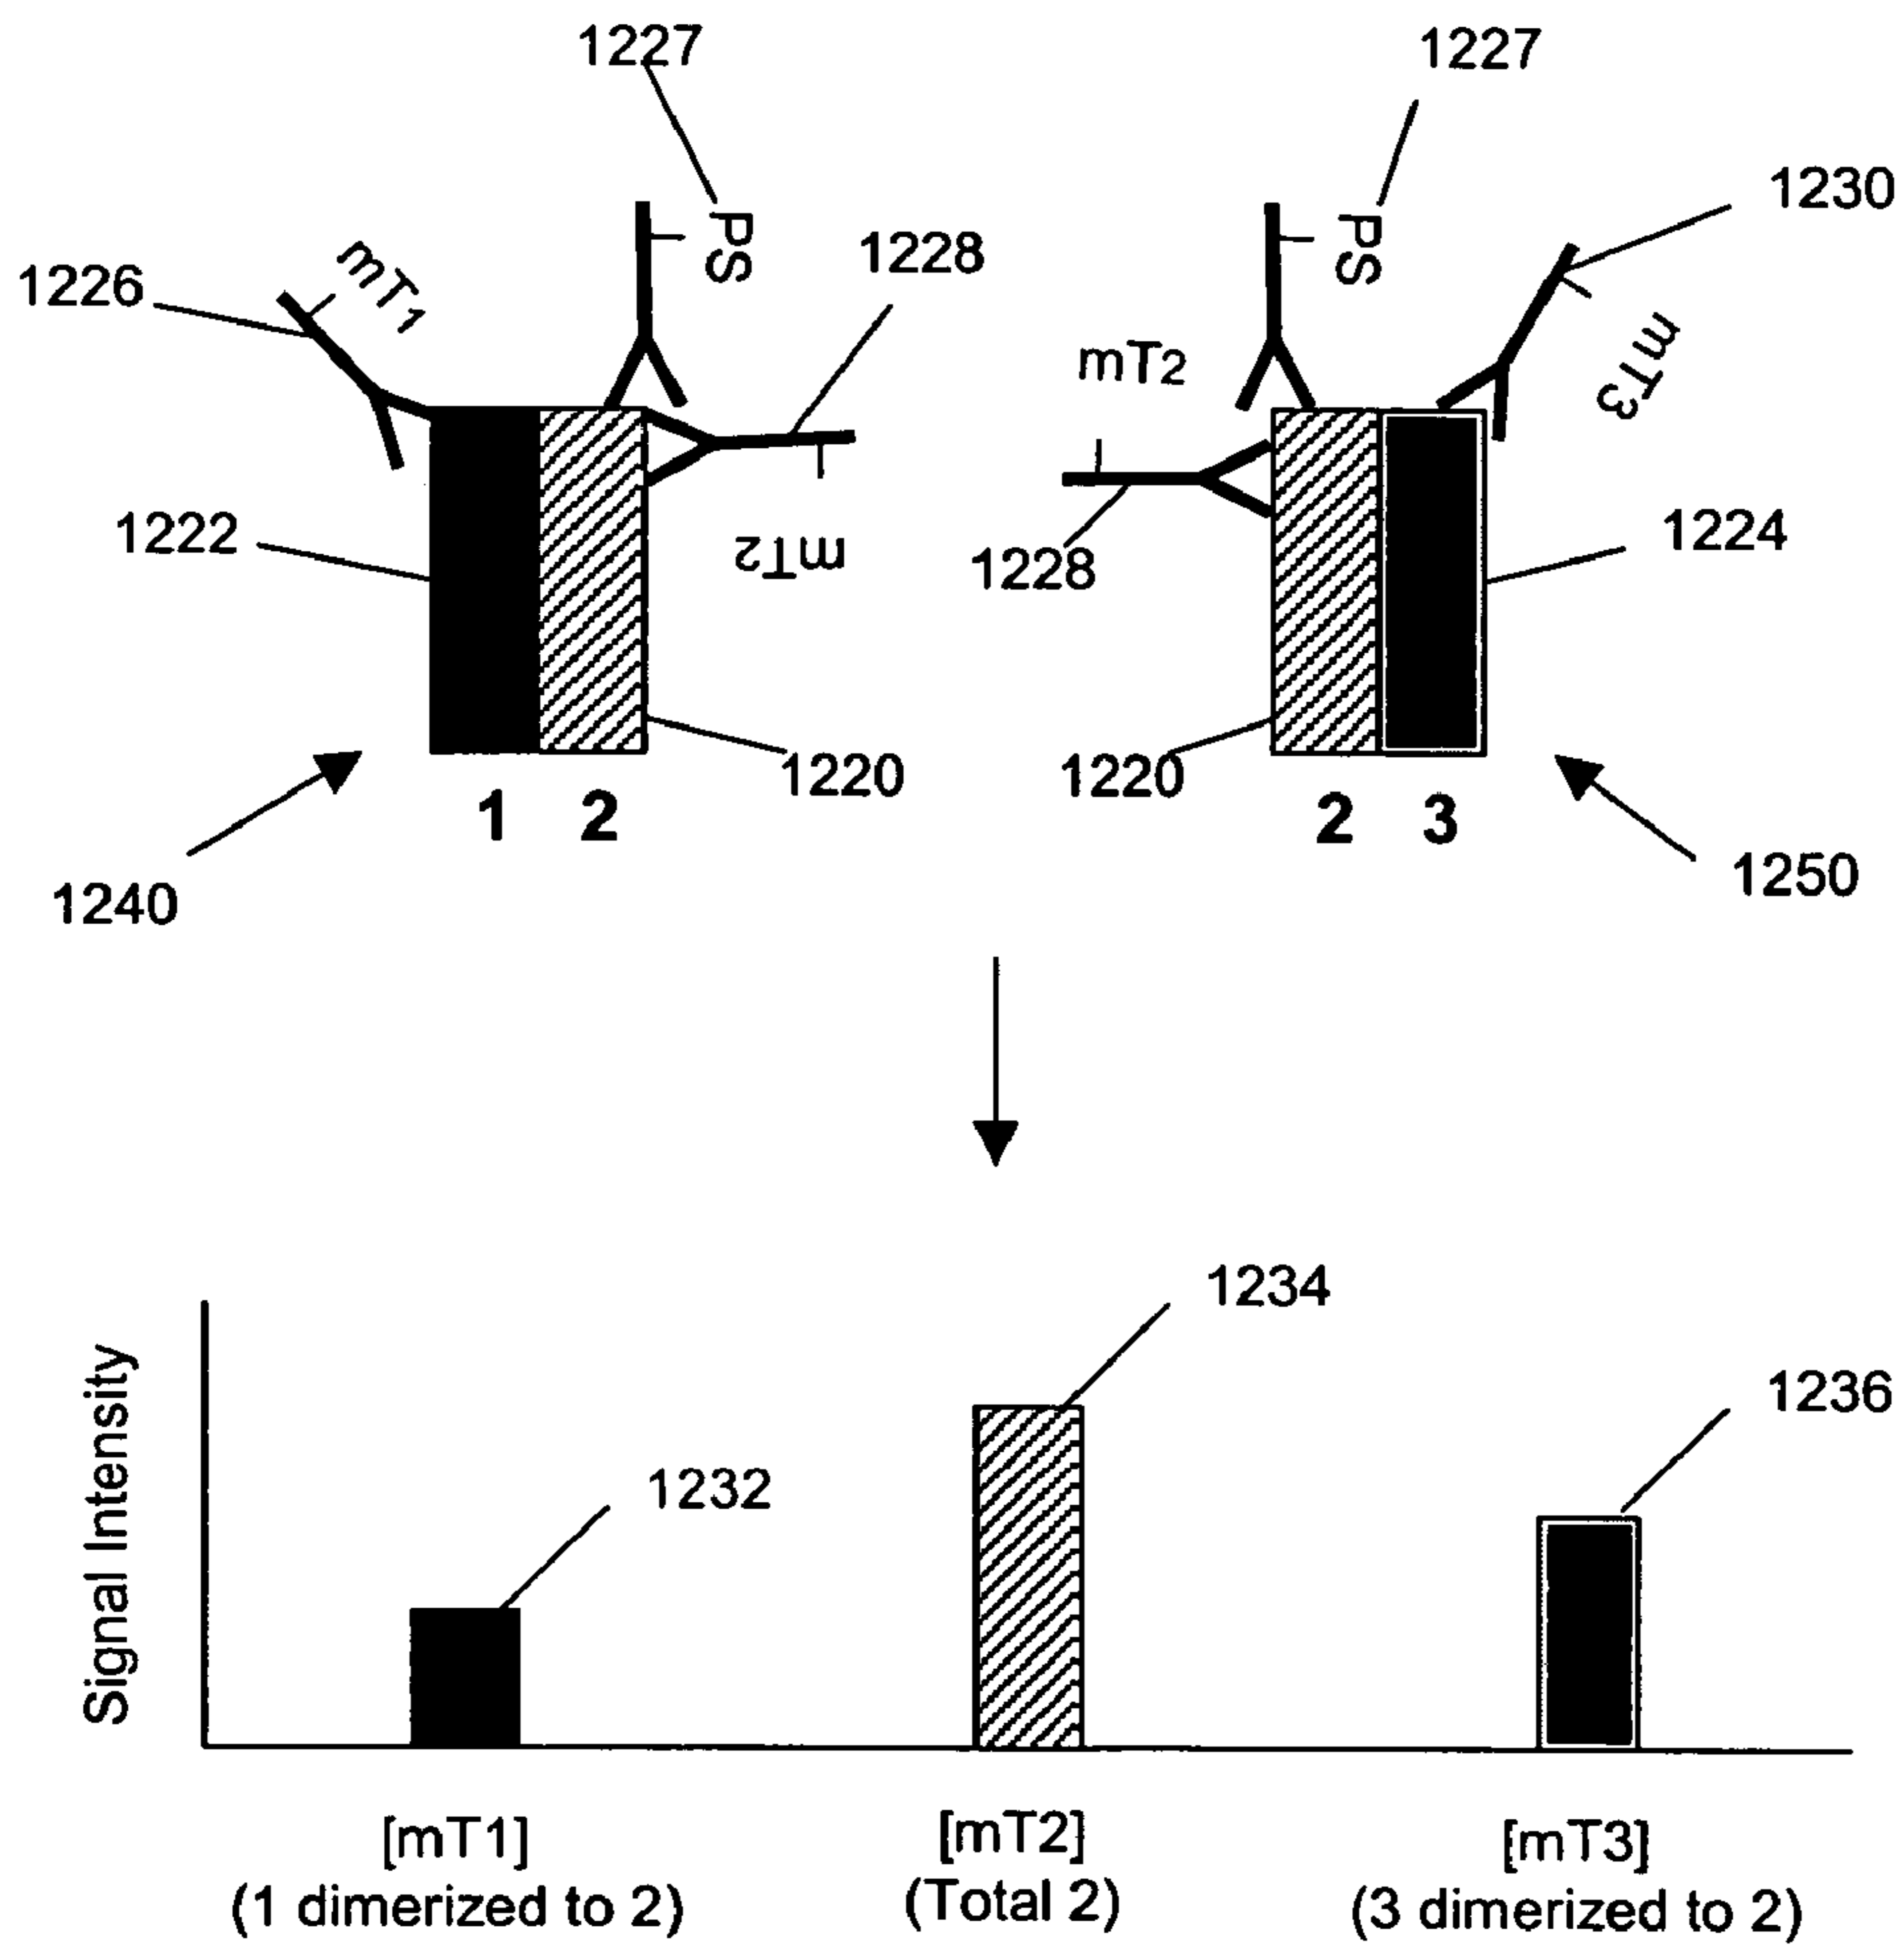 1227
1227
1230
1226
mT1
PS
1228
PS
mT2
mT3
1222
mT2
1228
1224
1220
1220
1 2
2 3
1240
1250
1234
1236
1232
Signal Intensity
[mT1]
(1 dimerized to 2)
[mT2]
(Total 2)
[mT3]
(3 dimerized to 2)